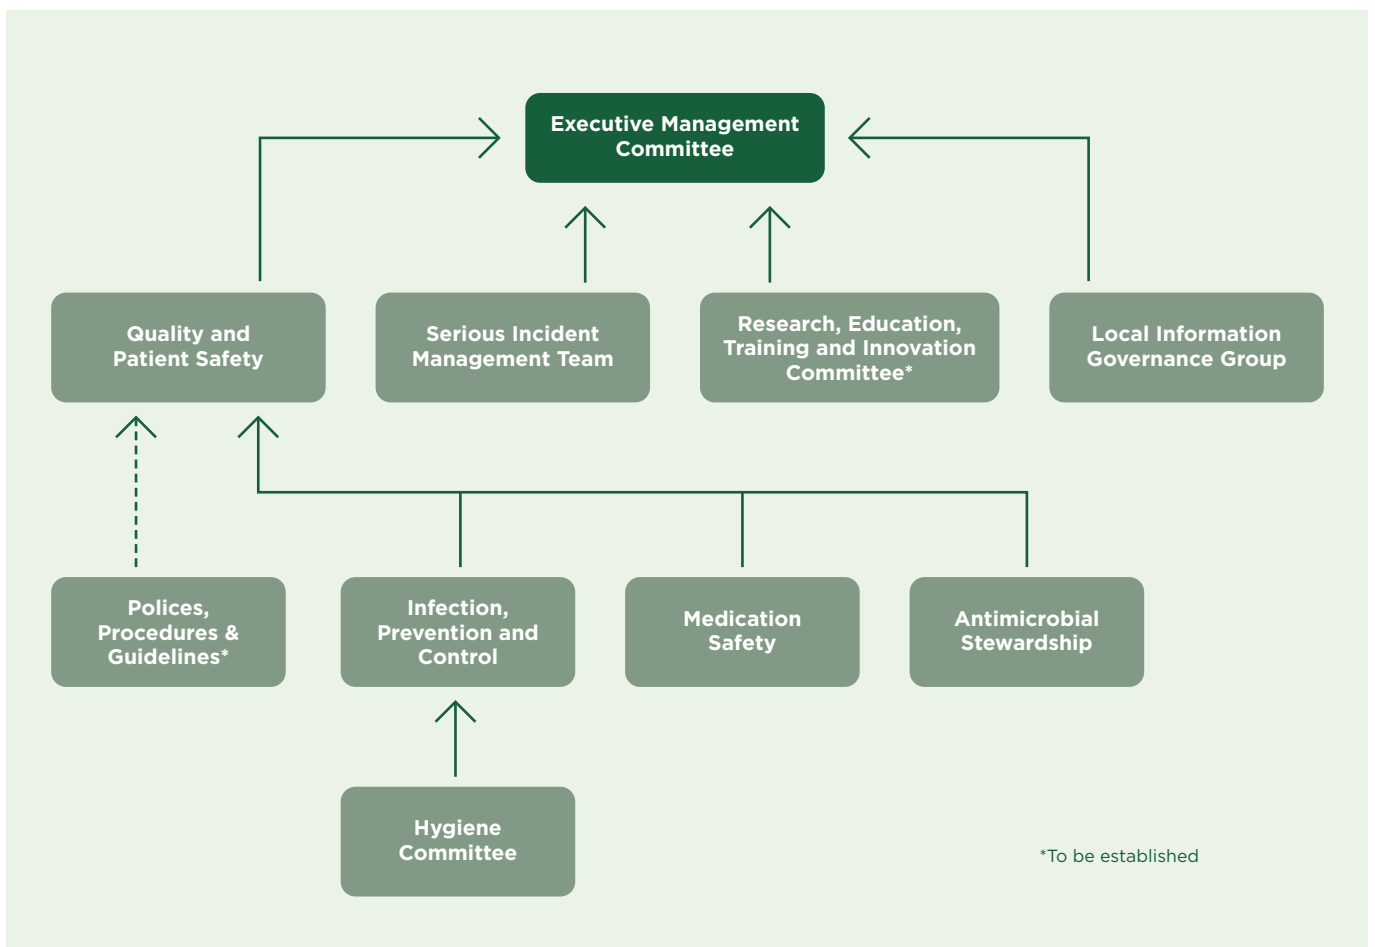 Executive Management
Committee
Quality and
Patient Safety
Serious Incident
Management Team
Research, Education,
Training and Innovation
Committee*
Local Information
Governance Group
Polices,
Procedures &
Guidelines*
Infection,
Prevention and
Control
Medication
Safety
Antimicrobial
Stewardship
Hygiene
Committee
*To be established